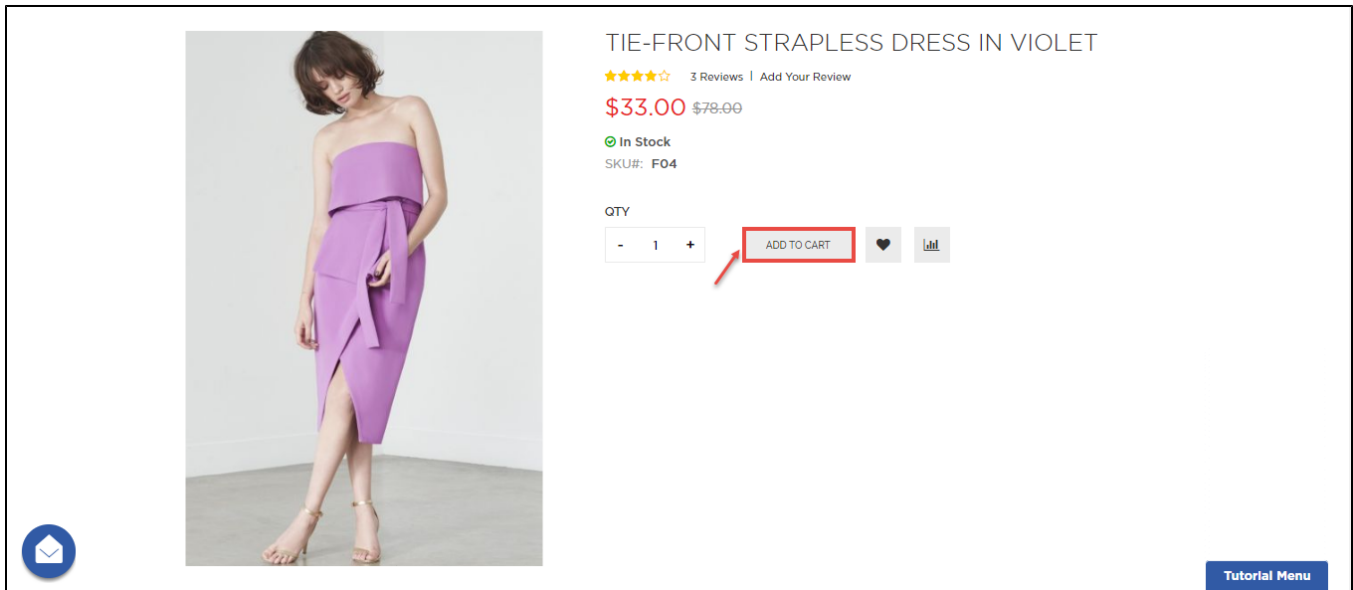 TIE-FRONT STRAPLESS DRESS IN VIOLET
3 Reviews | Add Your Review
$33.00 $78.00
In Stock
SKU#: F04
QTY
- 1 + ADD TO CART
Tutorial Menu